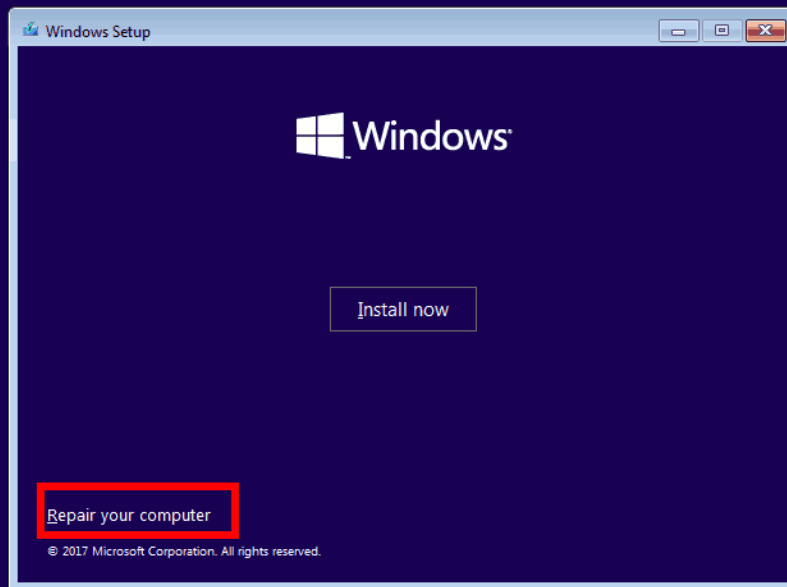 Windows Setup
Windows
Install now
Repair your computer
© 2017 Microsoft Corporation. All rights reserved.